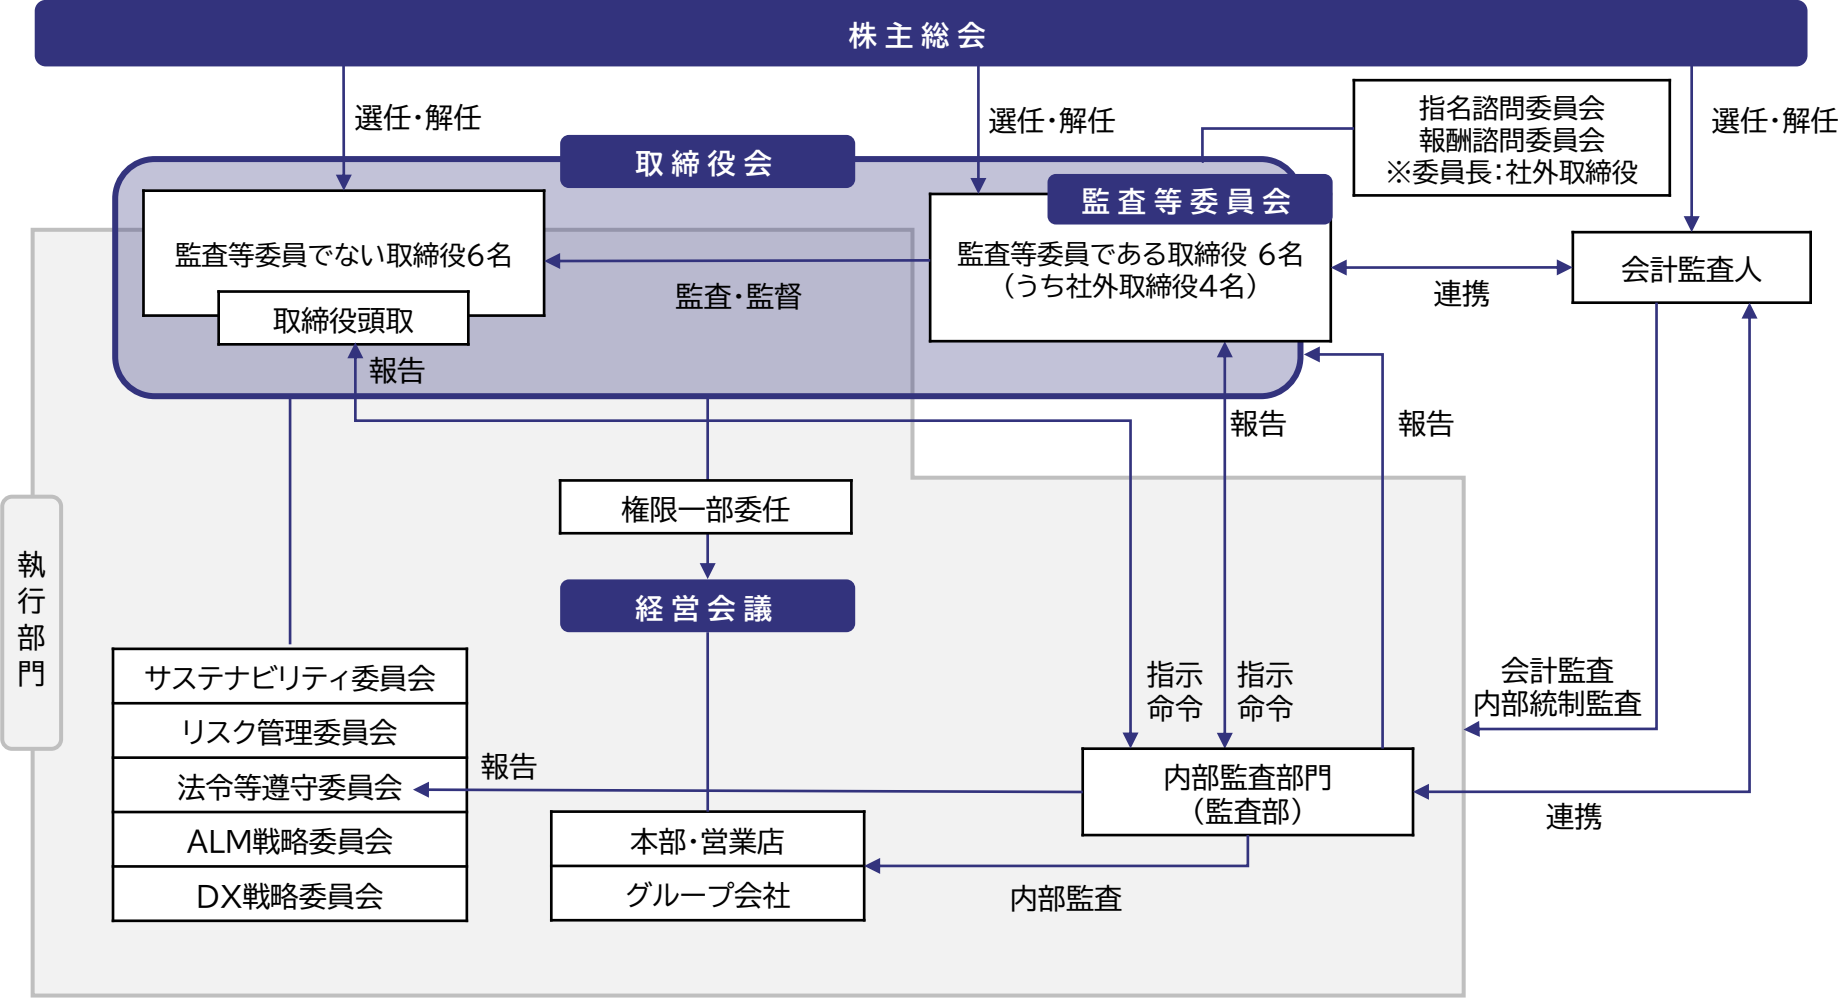 株主総会
選任・解任
選任・解任
選任・解任
指名諮問委員会
報酬諮問委員会
※委員長：社外取締役
取締役会
監査等委員会
監査等委員でない取締役6名
取締役頭取
監査・監督
監査等委員である取締役 6名
（うち社外取締役4名）
連携
会計監査人
報告
報告
報告
権限一部委任
経営会議
執行部門
指示
命令
指示
命令
会計監査
内部統制監査
サステナビリティ委員会
リスク管理委員会
法令等遵守委員会
ALM戦略委員会
DX戦略委員会
報告
内部監査部門
（監査部）
連携
本部・営業店
グループ会社
内部監査